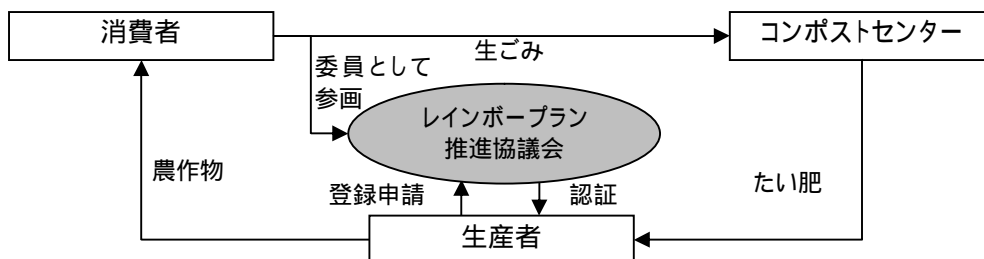 消費者
コンポストセンター
生ごみ
委員として
参画
レインボープラン
推進協議会
農作物
登録申請
認証
たい肥
生産者